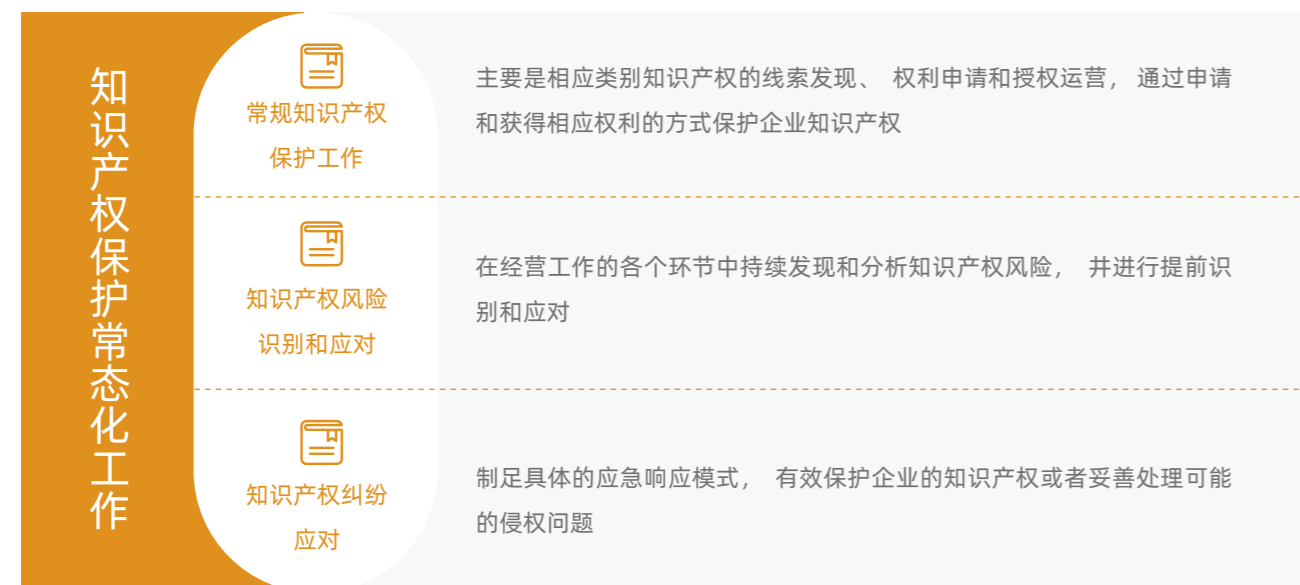 知识产权保护常态化工作
常规知识产权
保护工作
主要是相应类别知识产权的线索发现、 权利申请和授权运营, 通过申请
和获得相应权利的方式保护企业知识产权
知识产权风险
识别和应对
在经营工作的各个环节中持续发现和分析知识产权风险, 井进行提前识
别和应对
知识产权纠纷
应对
制足具体的应急响应模式, 有效保护企业的知识产权或者妥善处理可能
的侵权问题